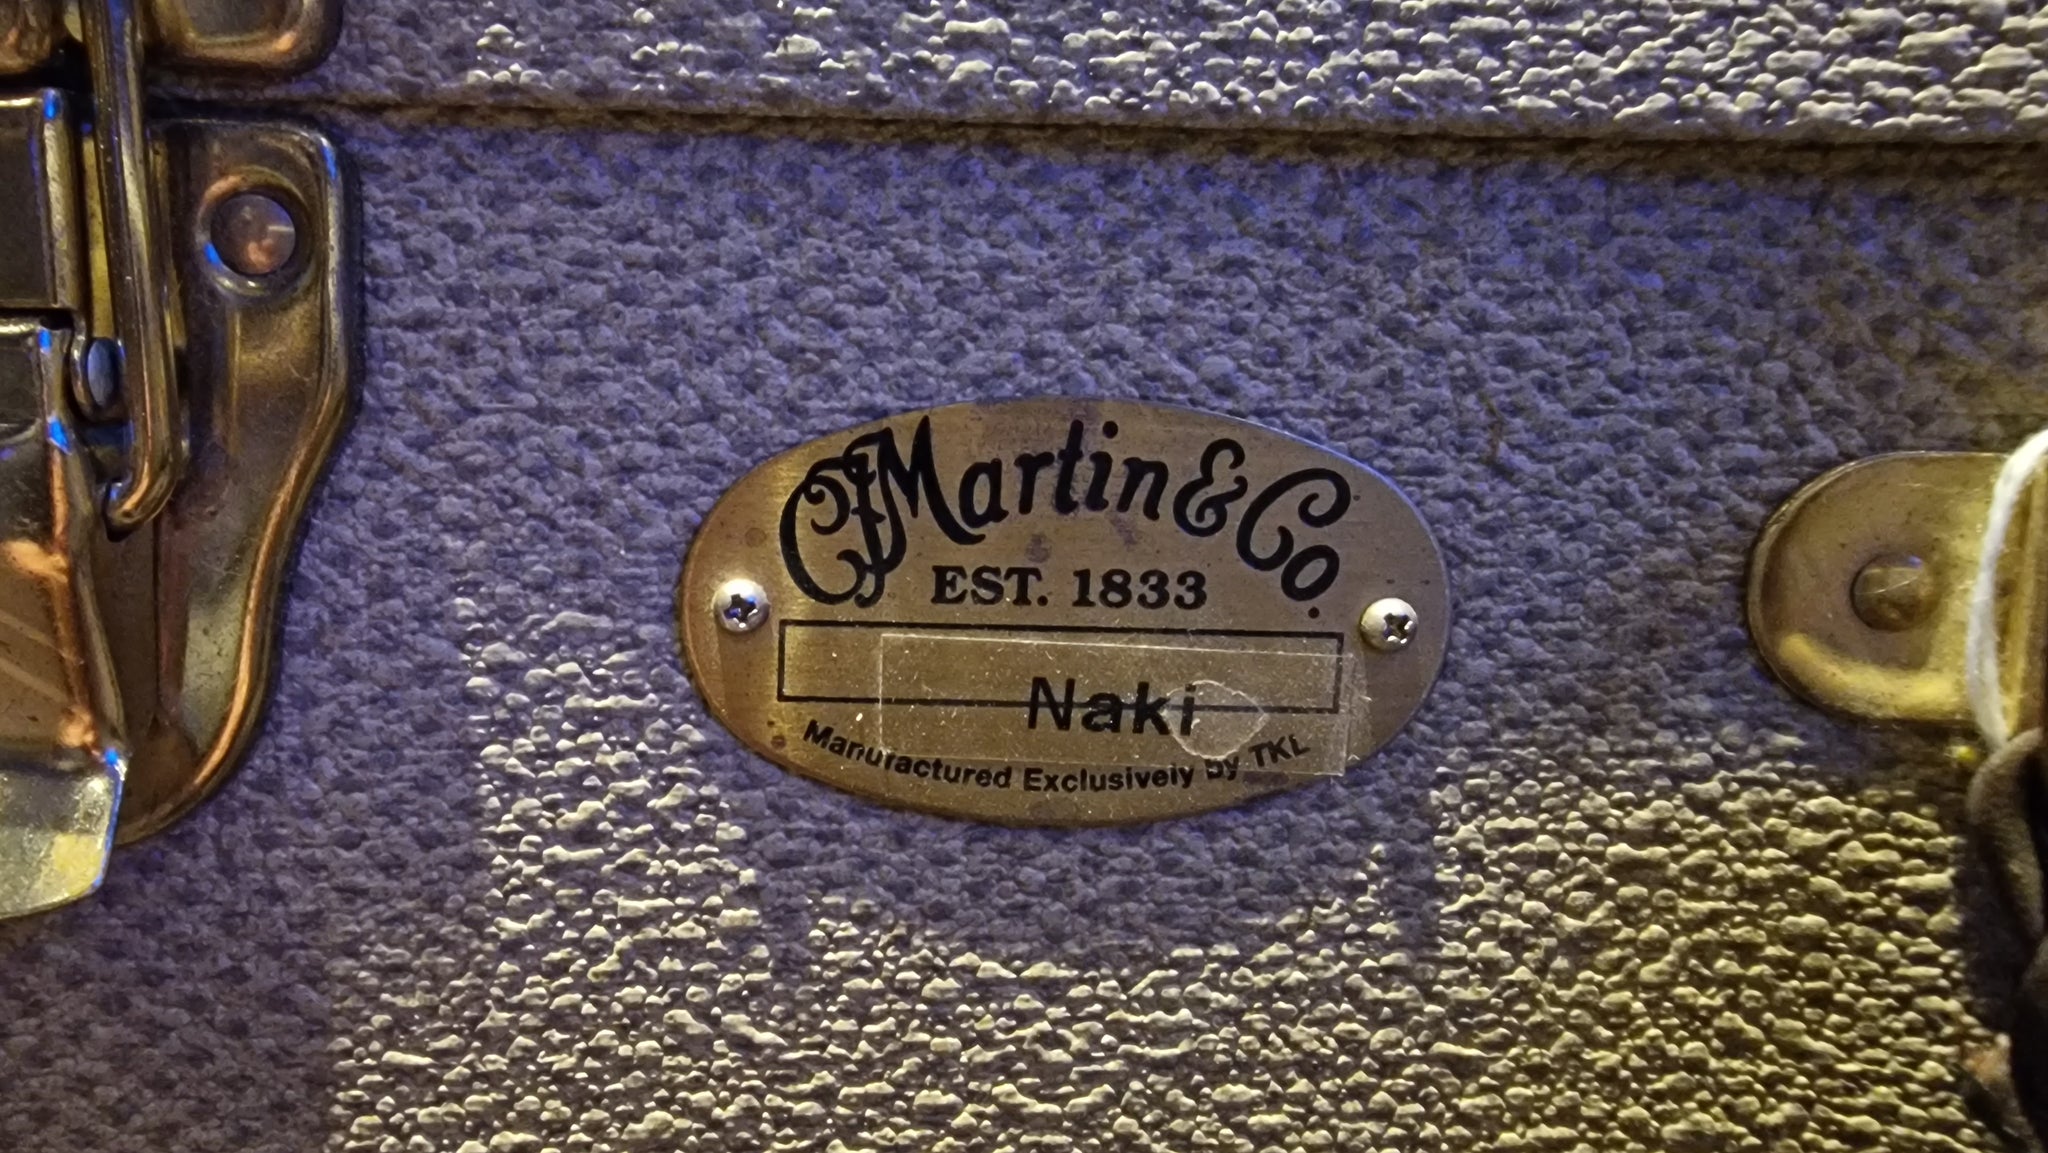 CFMartin & Co.
EST. 1833
Naki
Manufactured Exclusively by TKL